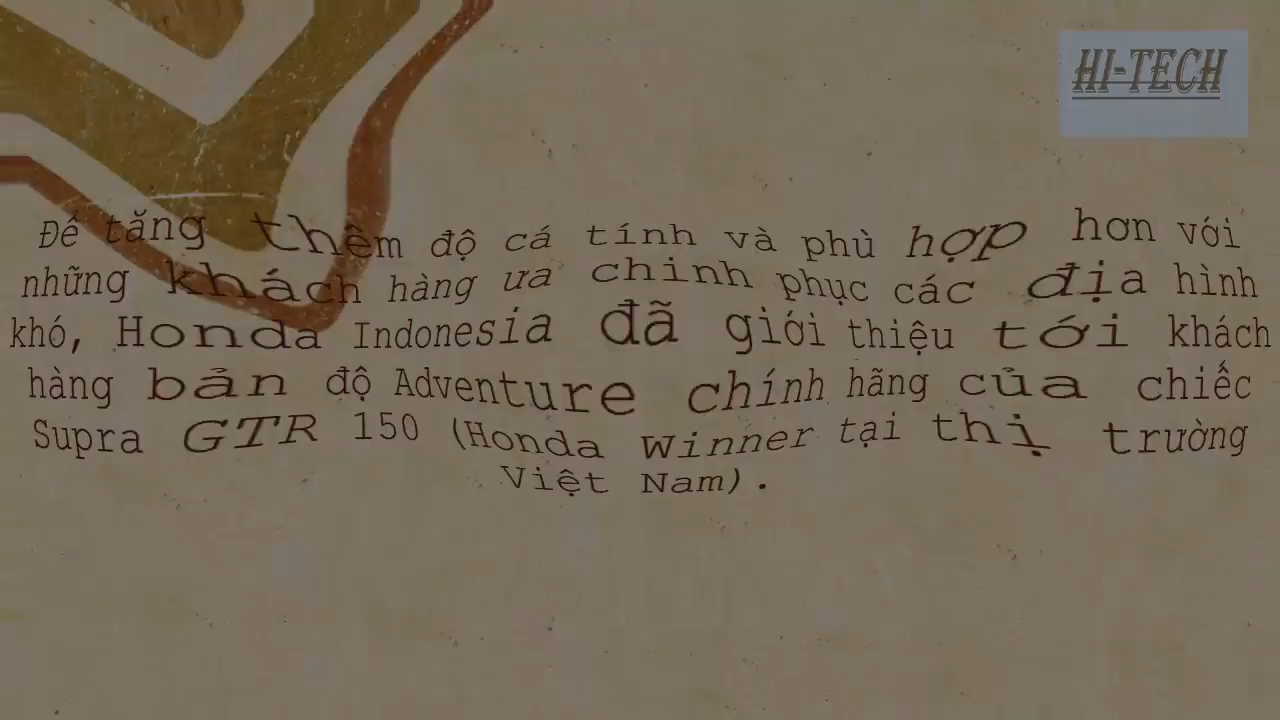 HI-TECH
Để tăng thêm độ cá tính và phù hợp hơn với
những khách hàng ưa chinh phục các địa hình
khó, Honda Indonesia đã giới thiệu tới khách
hàng bản độ Adventure chính hãng của chiếc
Supra GTR 150 (Honda Winner tại thị trường
Việt Nam).